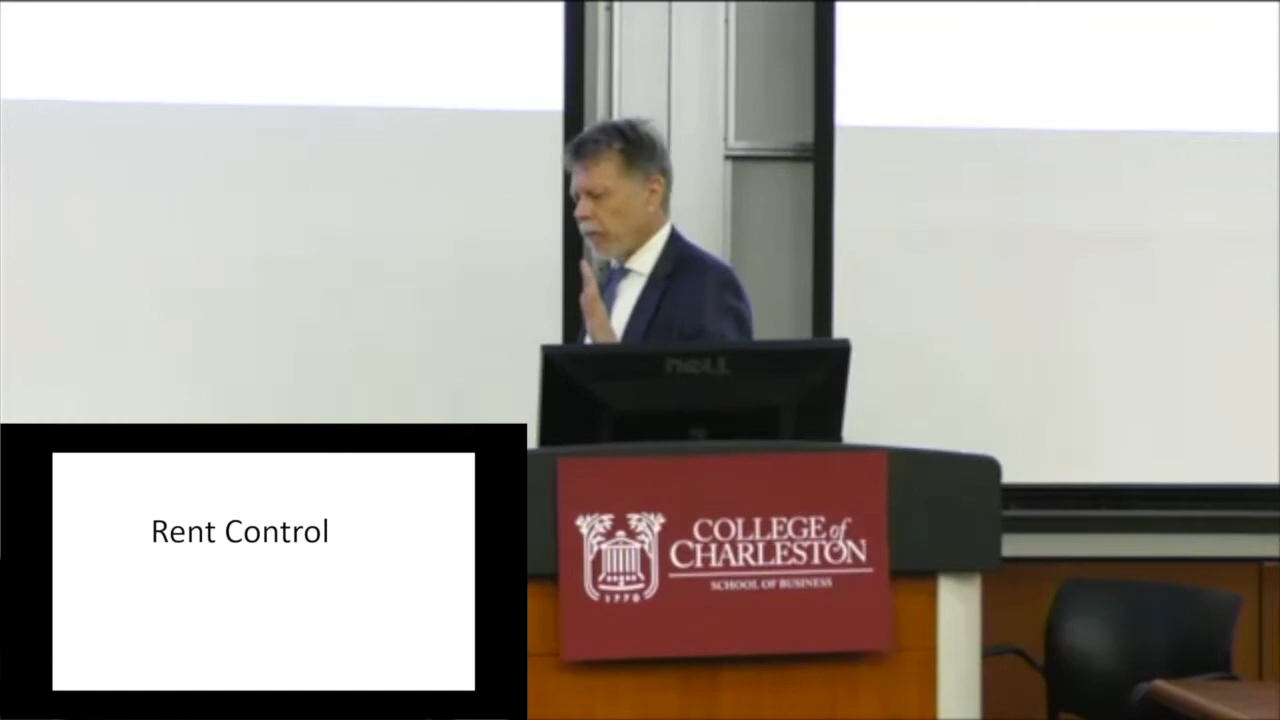 DELL
Rent Control
COLLEGE of
CHARLESTON
SCHOOL OF BUSINESS
1770